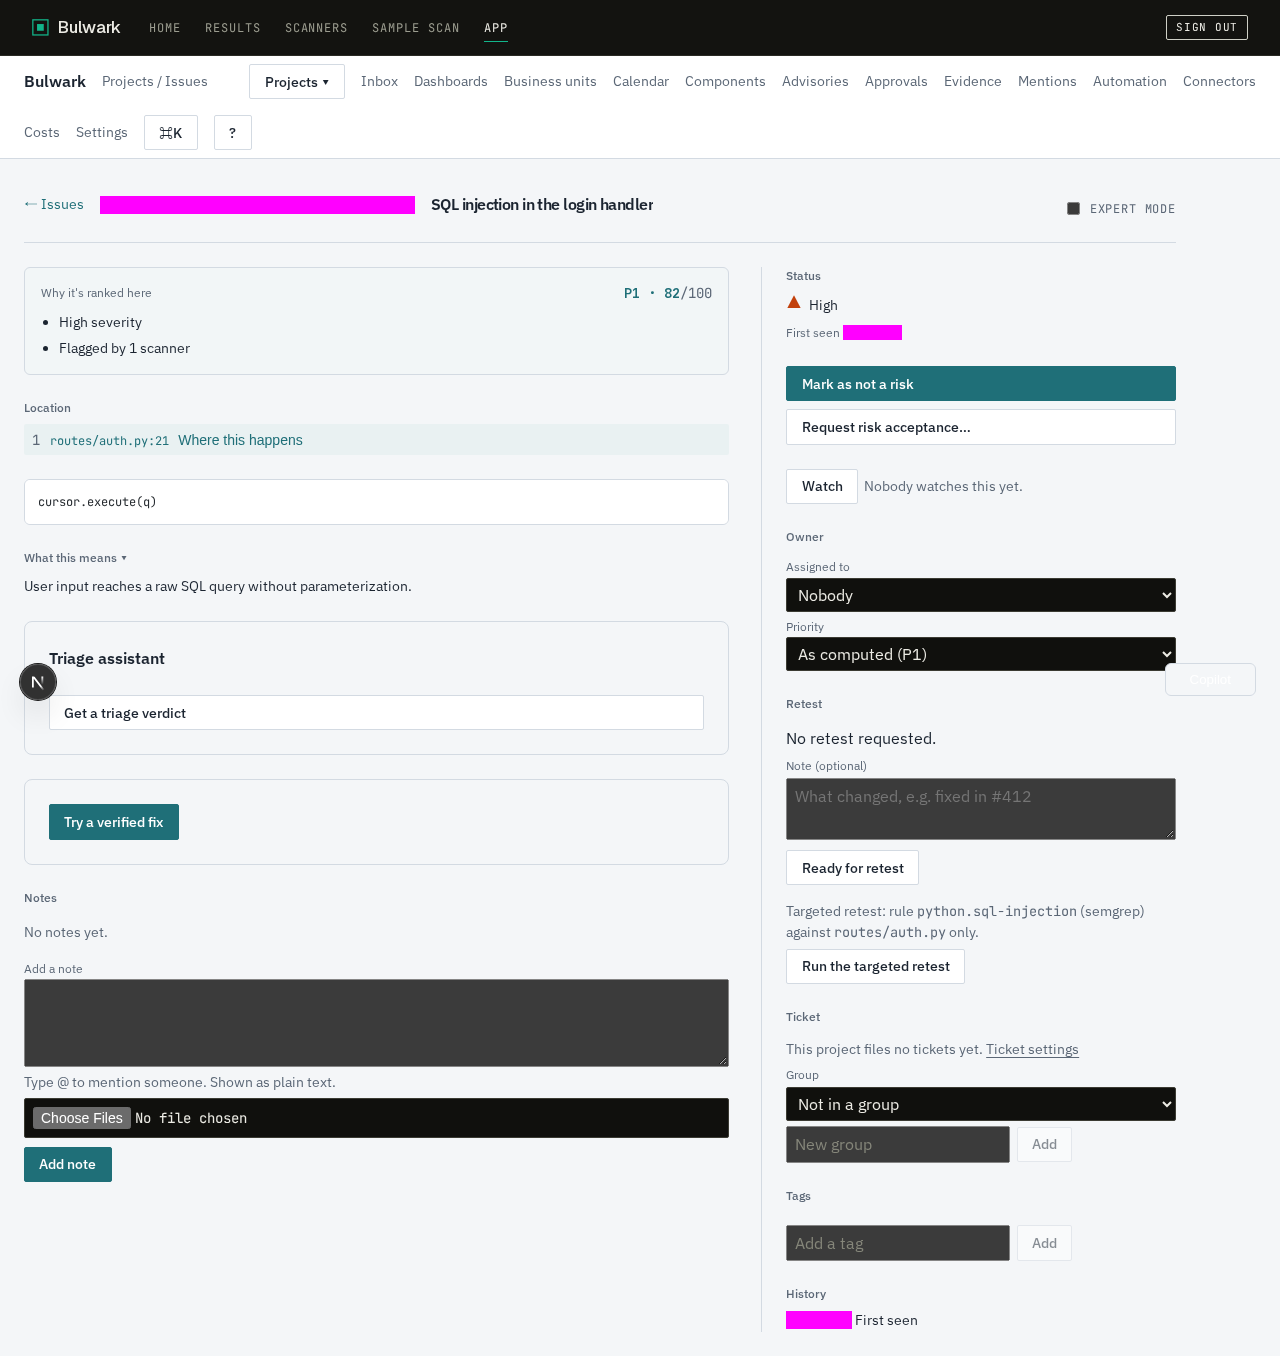 Bulwark HOME RESULTS SCANNERS SAMPLE SCAN APP SIGN OUT
Bulwark Projects / Issues Projects ▾ Inbox Dashboards Business units Calendar Components Advisories Approvals Evidence Mentions Automation Connectors
Costs Settings ⌘K ?
← Issues SQL injection in the login handler EXPERT MODE
Why it's ranked here P1 · 82/100
• High severity
• Flagged by 1 scanner
Location
1 routes/auth.py:21 Where this happens
cursor.execute(q)
What this means ▾
User input reaches a raw SQL query without parameterization.
Triage assistant
N
Get a triage verdict
Try a verified fix
Notes
No notes yet.
Add a note
Type @ to mention someone. Shown as plain text.
Choose Files No file chosen
Add note
Status
High
First seen
Mark as not a risk
Request risk acceptance...
Watch Nobody watches this yet.
Owner
Assigned to
Nobody
Priority
As computed (P1)
Copilot
Retest
No retest requested.
Note (optional)
What changed, e.g. fixed in #412
Ready for retest
Targeted retest: rule python.sql-injection (semgrep)
against routes/auth.py only.
Run the targeted retest
Ticket
This project files no tickets yet. Ticket settings
Group
Not in a group
New group Add
Tags
Add a tag Add
History
First seen